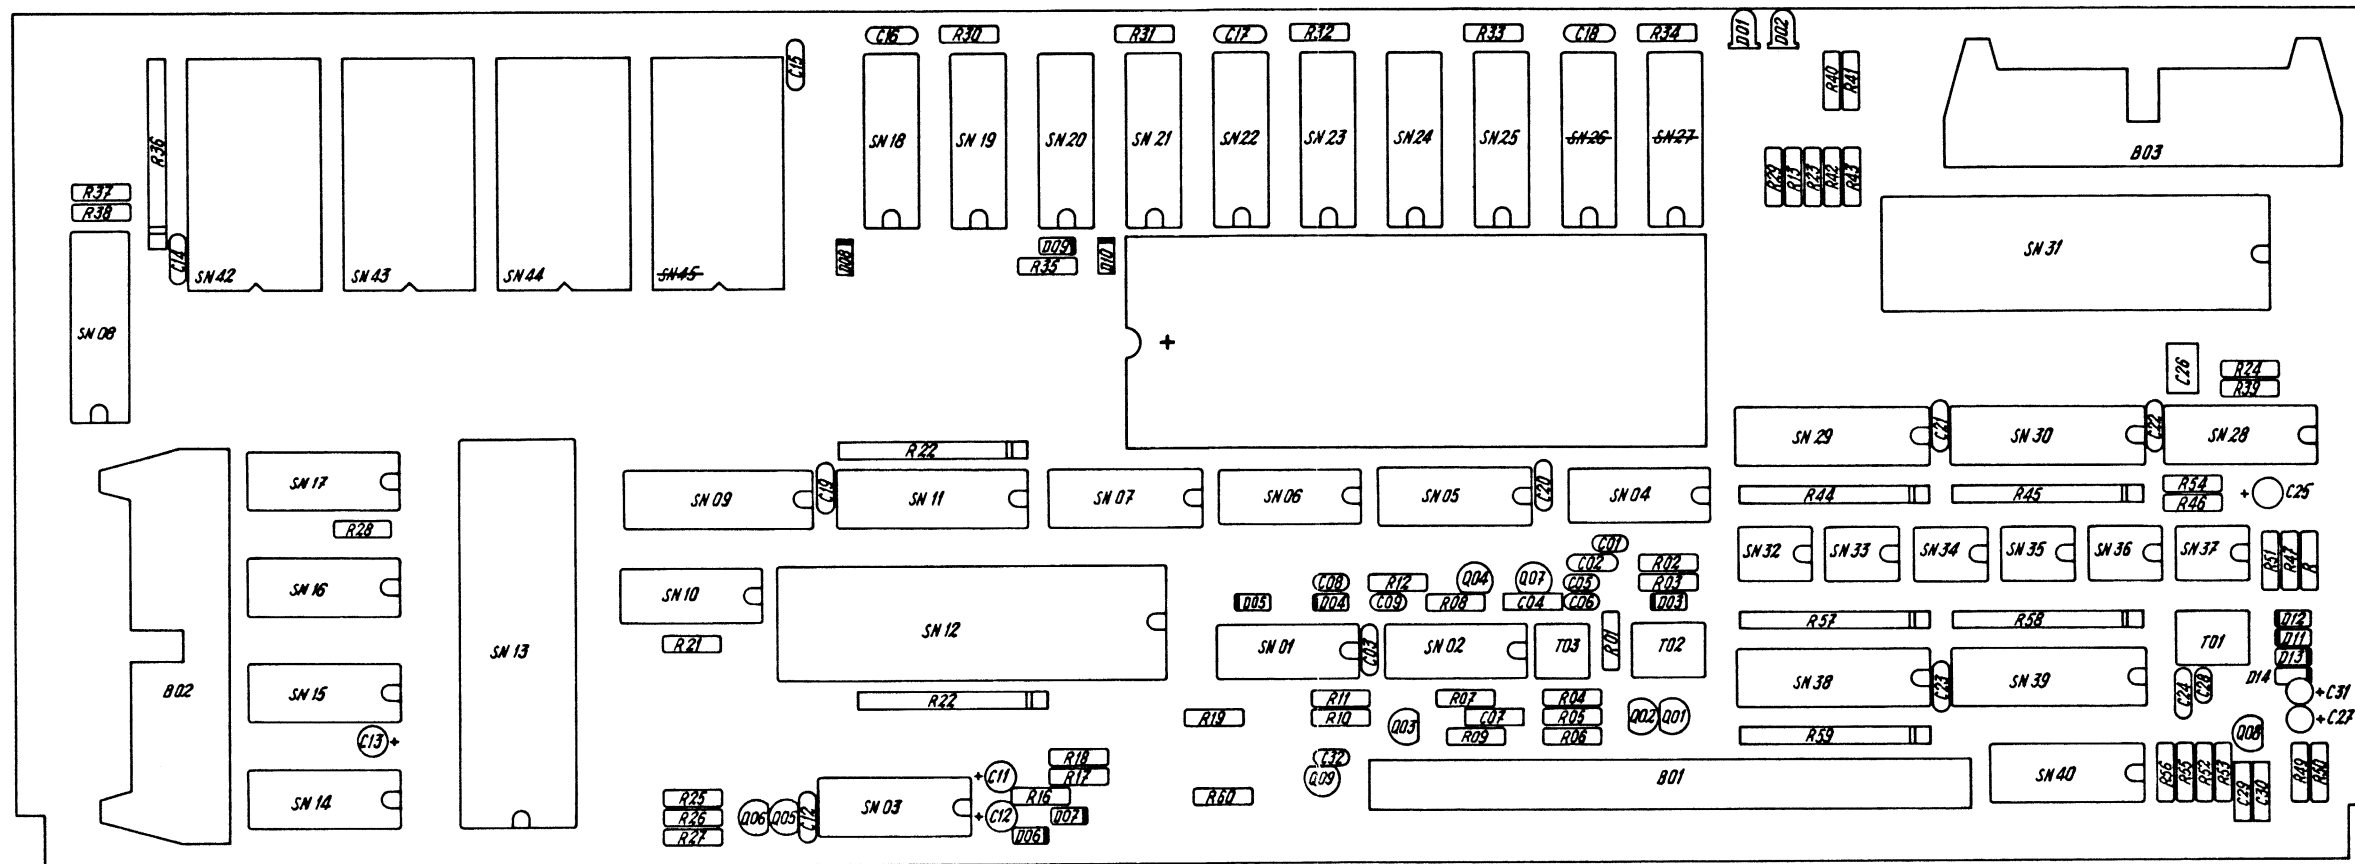 C16 R30 R31 C17 R32 R33 C18 R34 D01 D02
C15
R40 R41
R36
SN18 SN19 SN20 SN21 SN22 SN23 SN24 SN25 SN26 SN27
B03
R29 R13 R23 R42 R43
R37
R38
C14
D08 D09 D10
R35
SN42 SN43 SN44 SN45
SN31
SN08
+
C26
R24
R39
SN29 C21 SN30 C22 SN28
R22
SN17
SN09 C19 SN11 SN07 SN06 SN05 C20 SN04
R44 R45
R54
R46
+ C25
R28
SN32 SN33 SN34 SN35 SN36 SN37
R51 R47 R
C01
C02 R02
C08 R12 Q04 Q07 C05 R03
SN16
SN10
D05 D04 C09 R08 C04 C06 D03
R57 R58
D12
D11
D13
D14
SN12
R21
SN13
SN01 C03 SN02 T03 R01 T02
T01
SN38 C23 SN39
C24 C28
+ C31
+ C27
B02
SN15
R22
R11 R07 R04
R19 R10 C07 R05
Q03 R09 R06
Q02 Q01
R59
Q08
C13 +
R18
R17
C32
Q09
B01
SN40
R56 R55 R52 R53
C29 C30
R49 R50
+ C11
R16
R60
SN14
R25
R26
R27
Q06 Q05 C12
SN03
+ C12
D07
D06